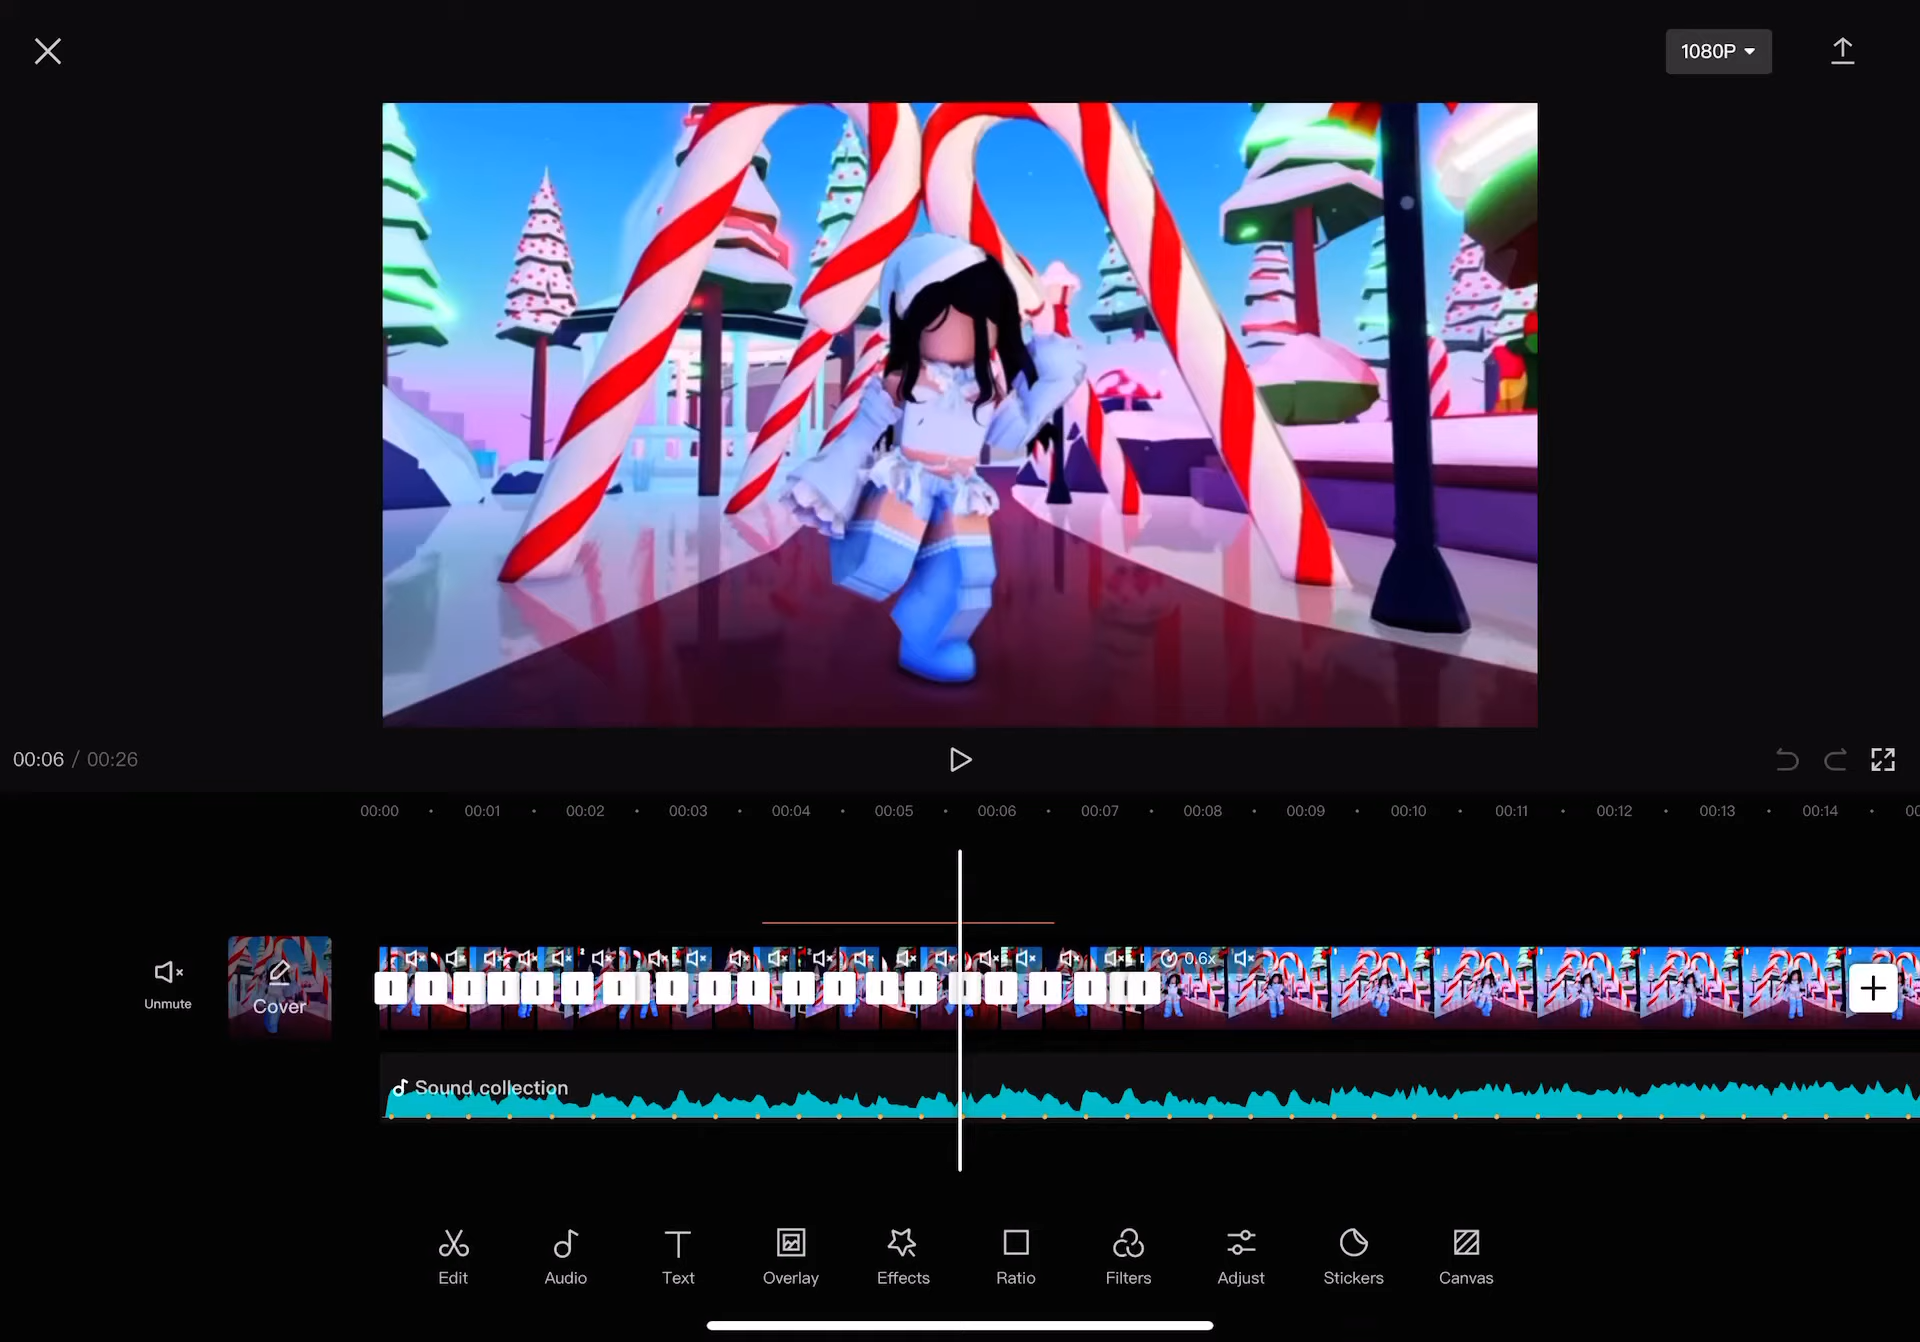 1080P
00:06 / 00:26
00:00 00:01 00:02 00:03 00:04 00:05 00:06 00:07 00:08 00:09 00:10 00:11 00:12 00:13 00:14 00
0.6x
Unmute
Cover
Sound collection
Edit Audio Text Overlay Effects Ratio Filters Adjust Stickers Canvas